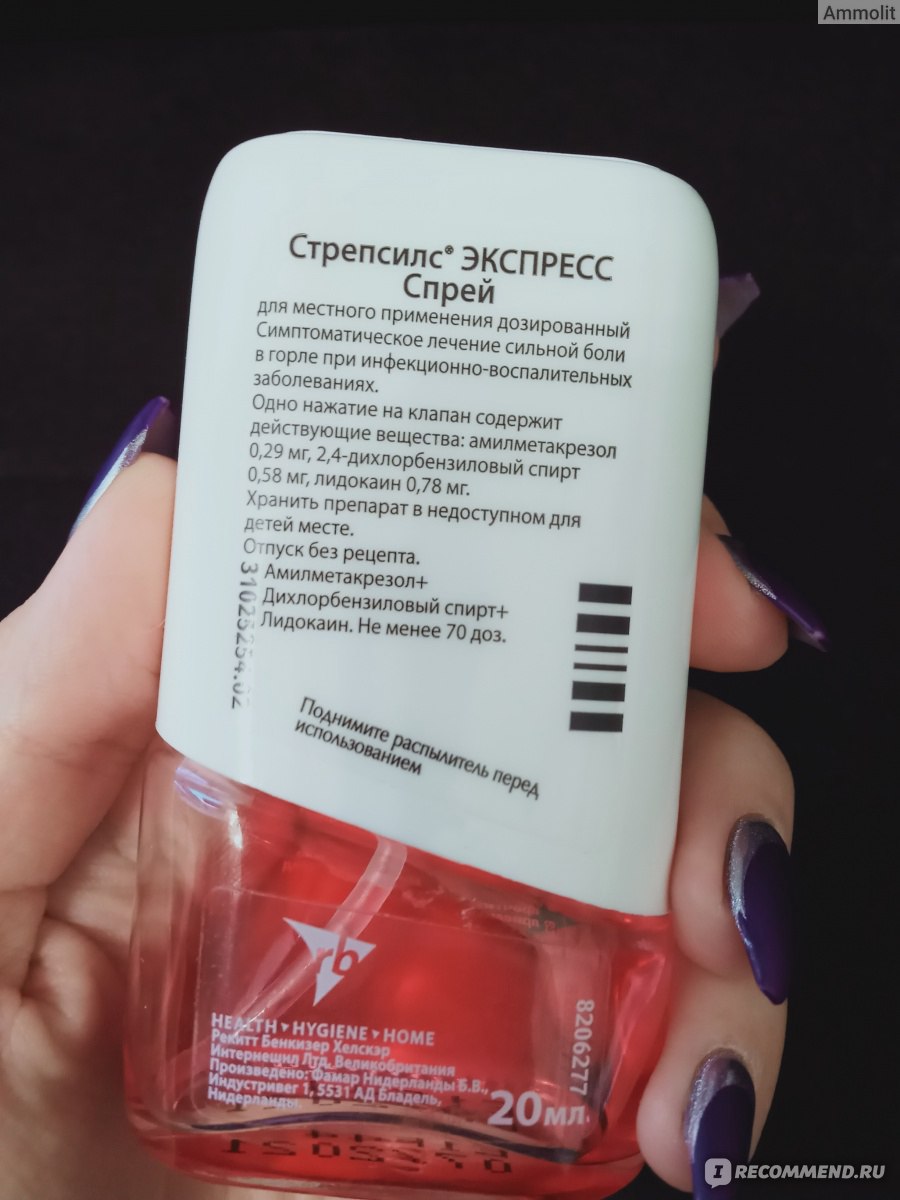 Ammolit
Стрепсилс® ЭКСПРЕСС
Спрей
для местного применения дозированный
Симптоматическое лечение сильной боли
в горле при инфекционно-воспалительных
заболеваниях.
Одно нажатие на клапан содержит
действующие вещества: амилметакрезол
0,29 мг, 2,4-дихлорбензиловый спирт
0,58 мг, лидокаин 0,78 мг.
Хранить препарат в недоступном для
детей месте.
Отпуск без рецепта.
Амилметакрезол+
Дихлорбензиловый спирт+
Лидокаин. Не менее 70 доз.
31025254.02
Поднимите распылитель перед
использованием
rb
HEALTH ▾ HYGIENE ▾ HOME
Рекитт Бенкизер Хелскэр
Интернешнл Лтд, Великобритания
Произведено: Фамар Нидерланды Б.В.,
Индустривег 1, 5531 АД Бладель,
Нидерланды.
20мл.
8206277
IRECOMMEND.RU